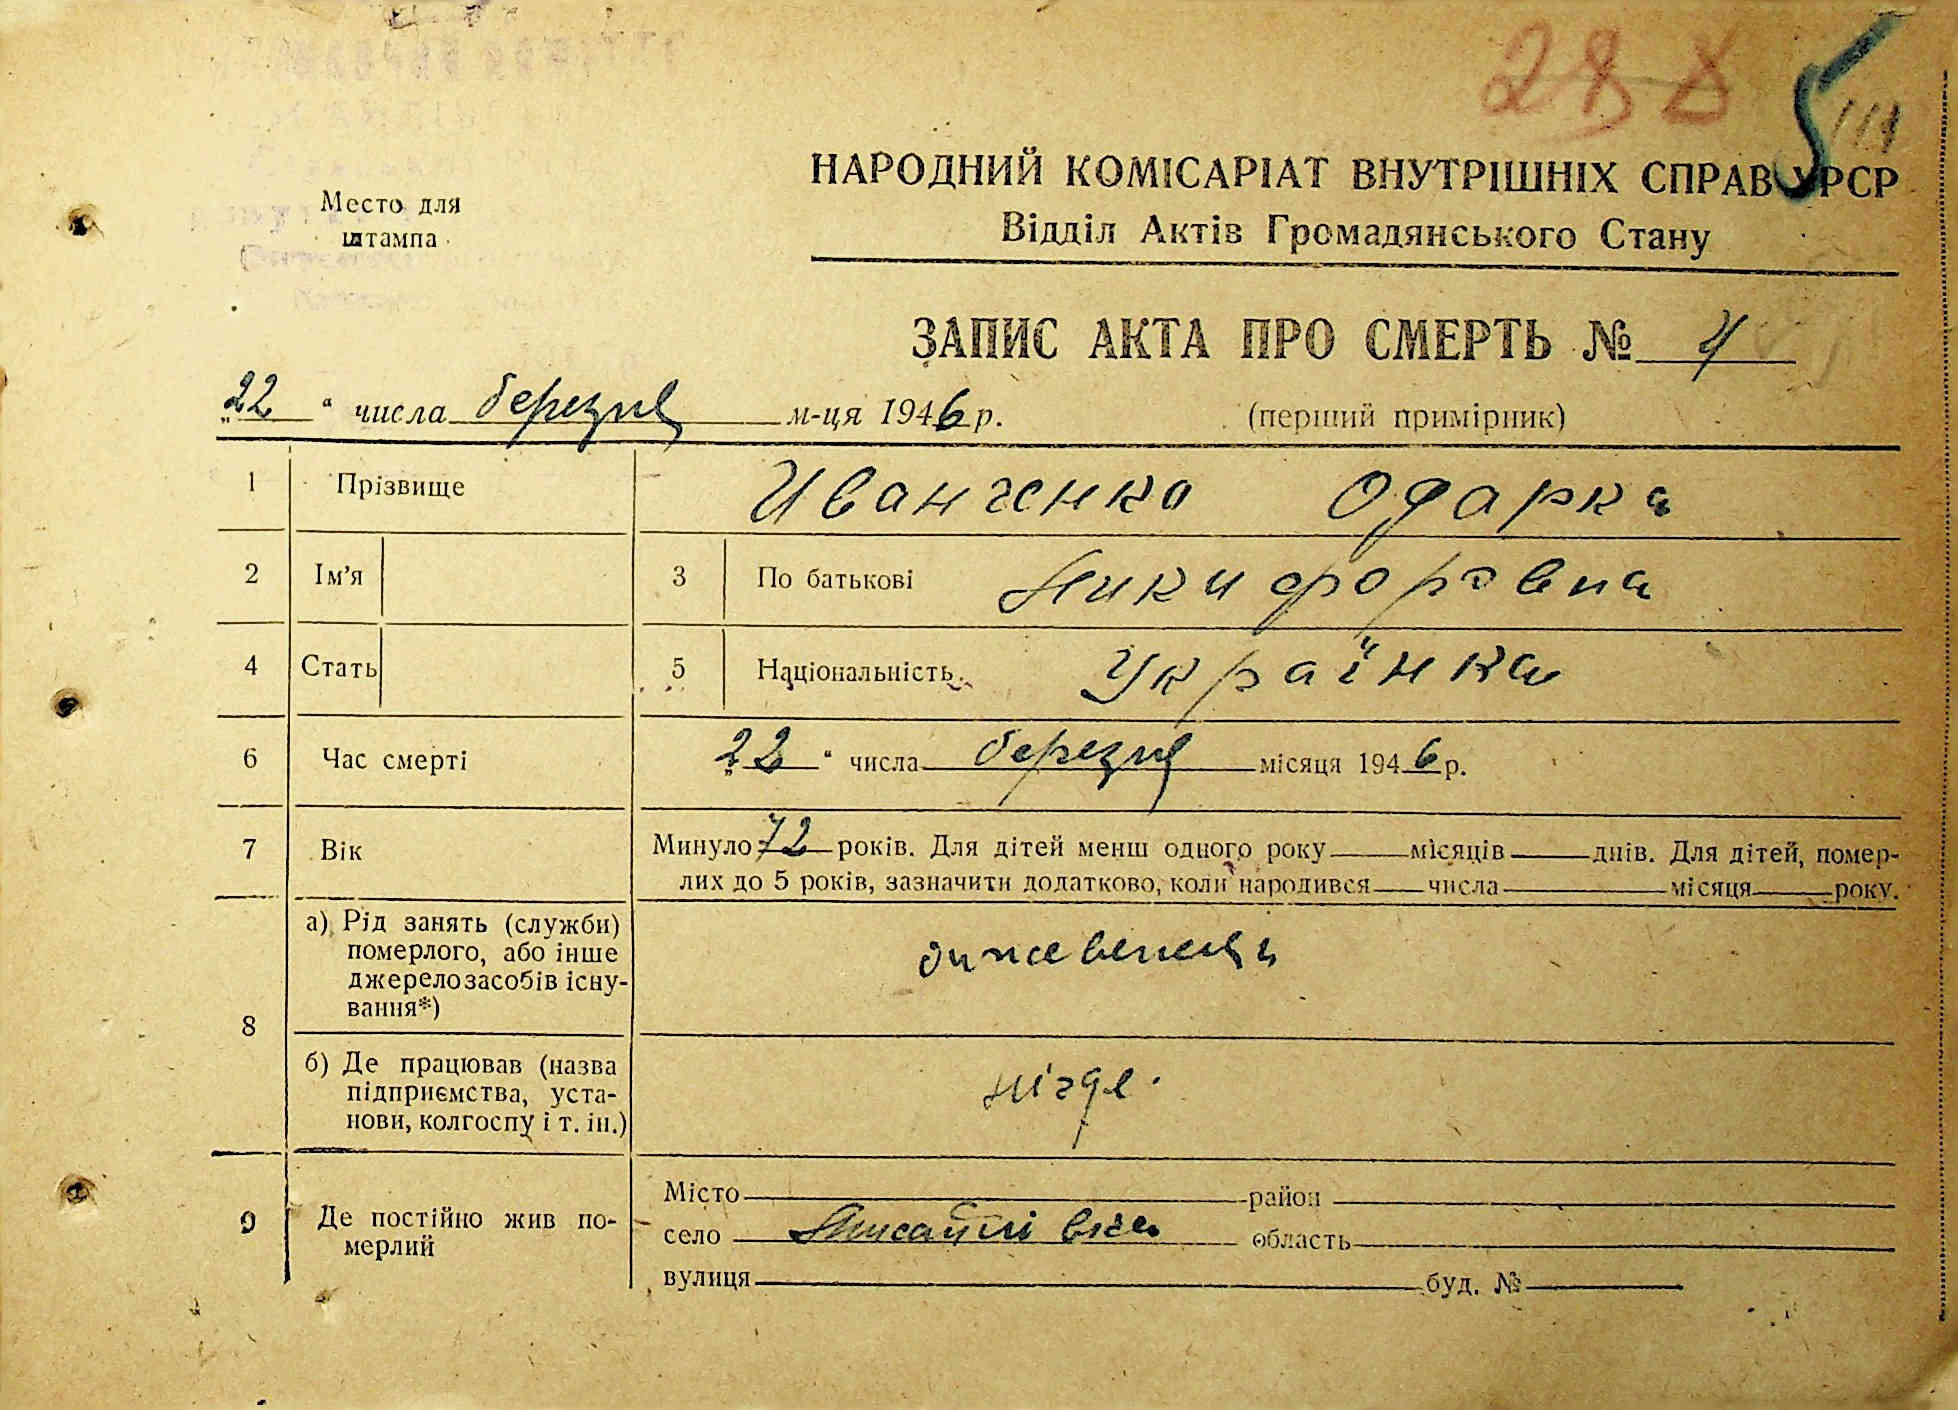 288 5
Место для
штампа
НАРОДНИЙ КОМІСАРІАТ ВНУТРІШНІХ СПРАВ УРСР
Відділ Актів Громадянського Стану
ЗАПИС АКТА ПРО СМЕРТЬ № 4
„22“ числа березня м-ця 1946 р. (перший примірник)
1 Прізвище Иванченко Одарка
2 Ім'я 3 По батькові Никифоровна
4 Стать 5 Національність Українка
6 Час смерті „22“ числа березня місяця 1946 р.
7 Вік Минуло 72 років. Для дітей менш одного року місяців днів. Для дітей, помер-
лих до 5 років, зазначити додатково, коли народився числа місяця року.
8 а) Рід занять (служби)
померлого, або інше
джерело засобів існу-
вання*)
б) Де працював (назва
підприємства, уста-
нови, колгоспу і т. ін.) нігде.
9 Де постійно жив по-
мерлий
Місто район
село область
вулиця буд. №